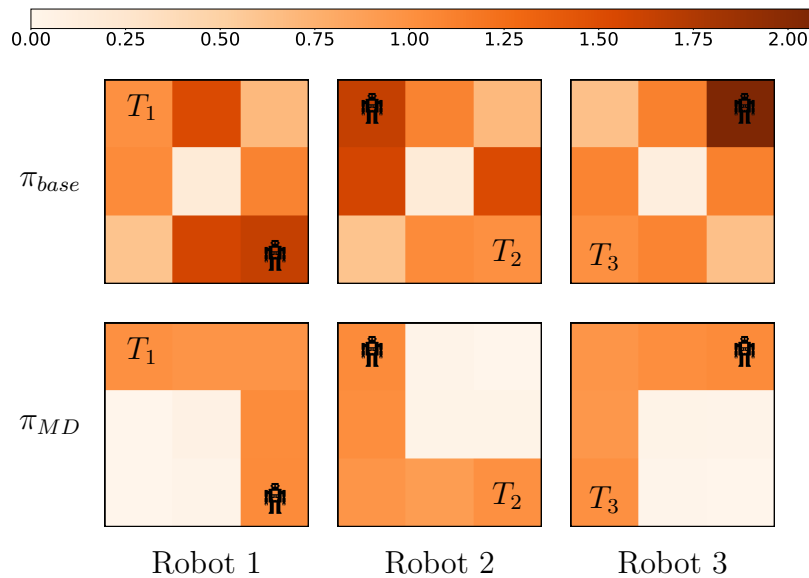 0.00 0.25 0.50 0.75 1.00 1.25 1.50 1.75 2.00
T₁ T₂ T₃
π_base
T₁ T₂ T₃
π_MD
Robot 1 Robot 2 Robot 3